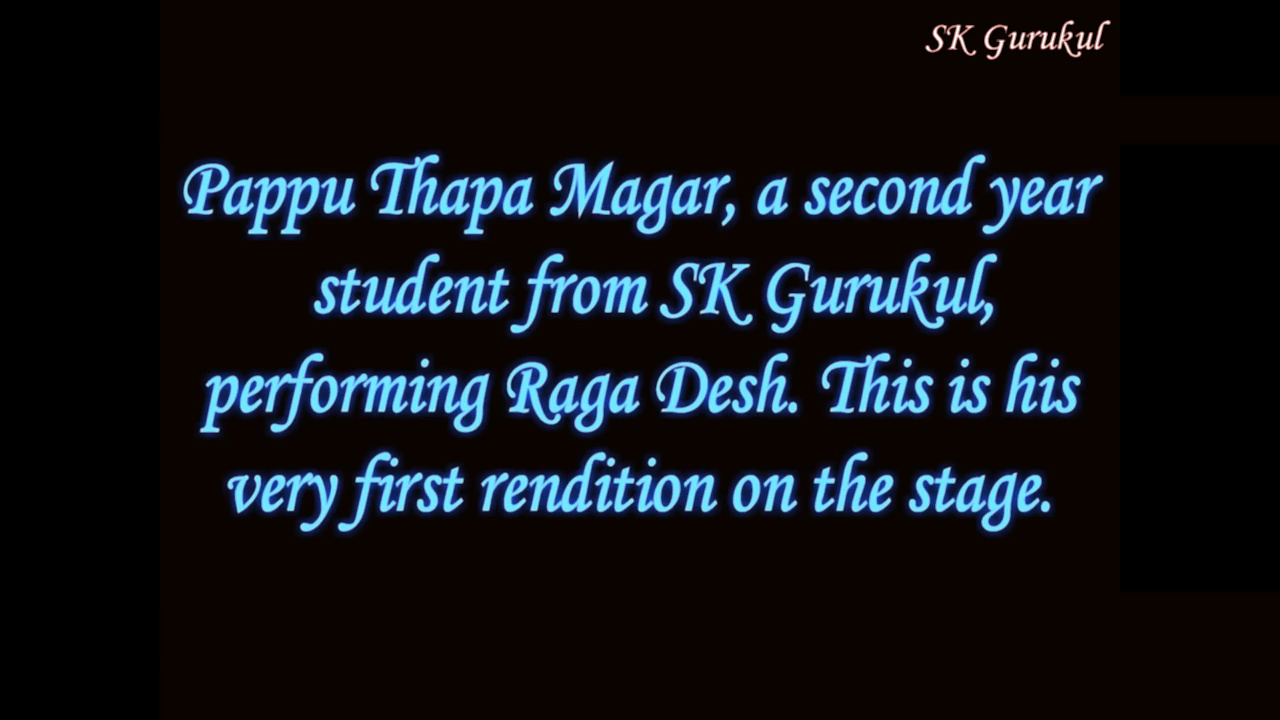 SK Gurukul
Pappu Thapa Magar, a second year
student from SK Gurukul,
performing Raga Desh. This is his
very first rendition on the stage.